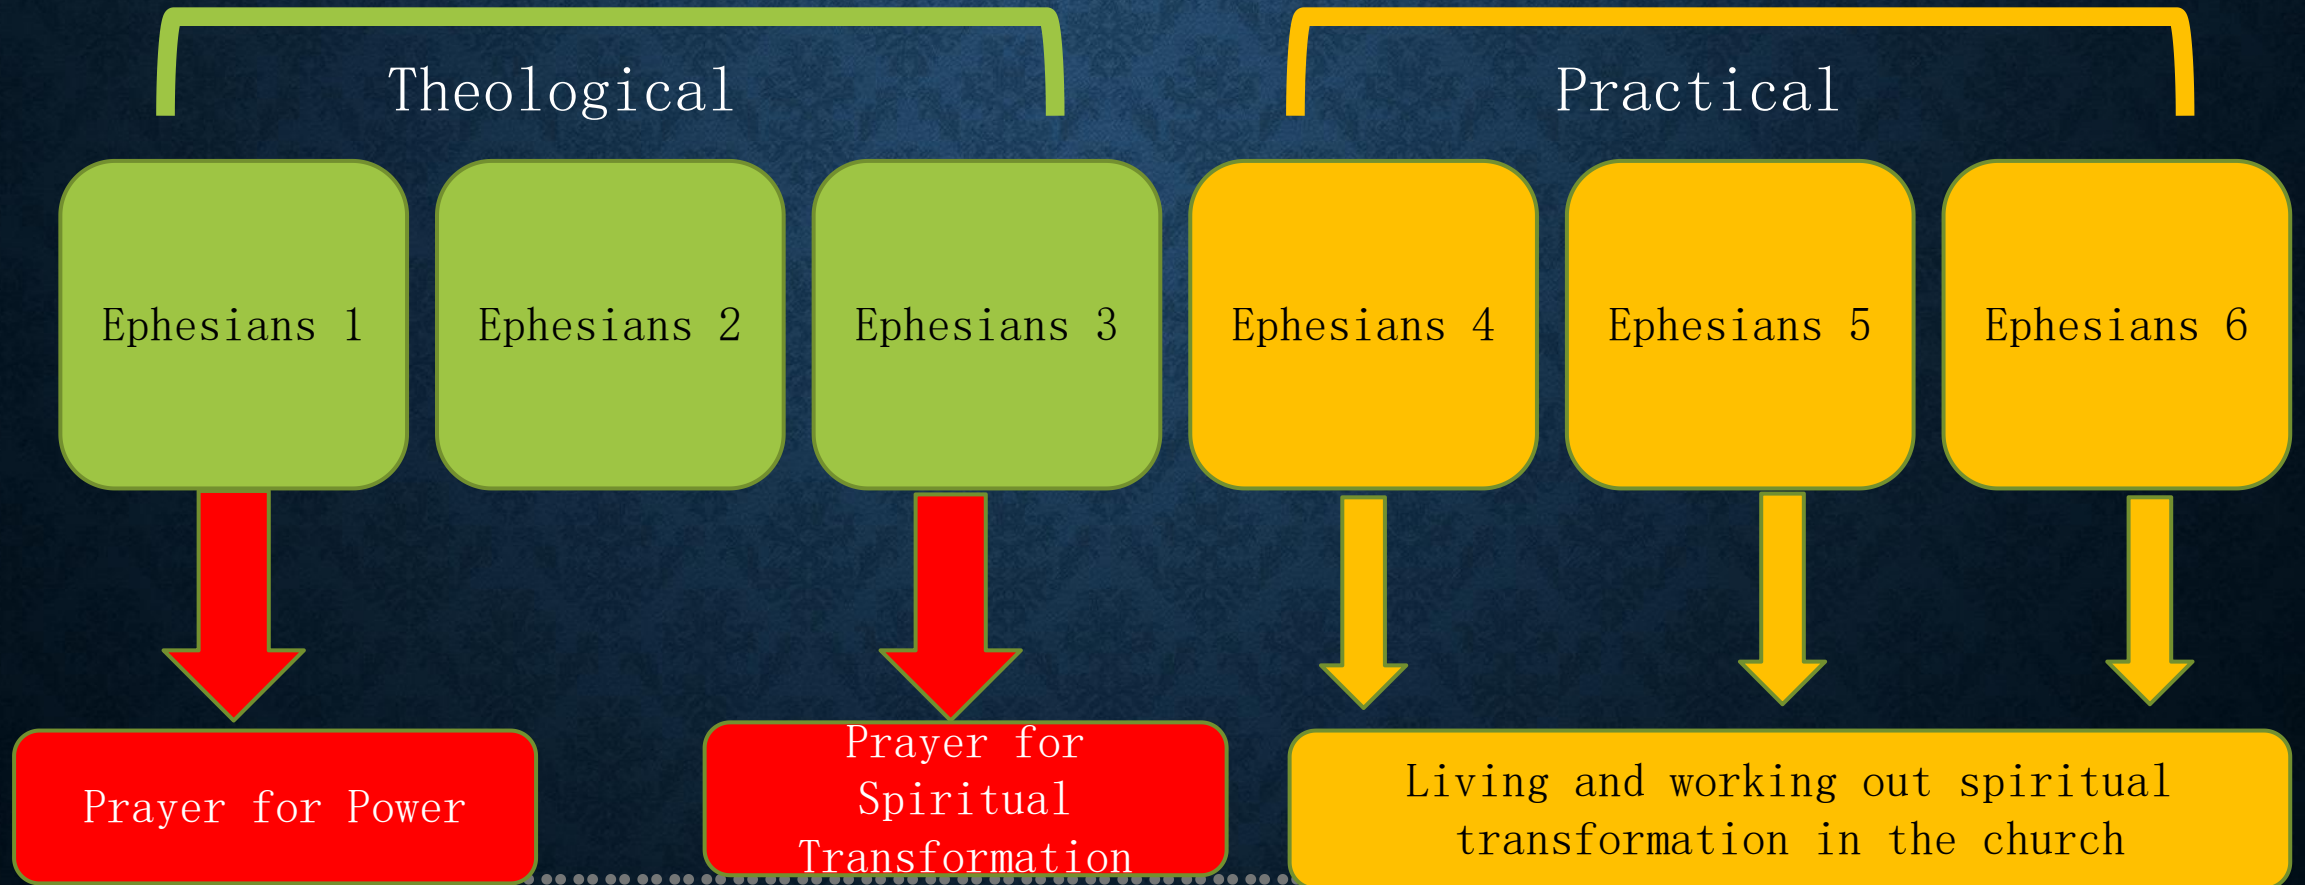 Theological
Practical
Ephesians 1
Ephesians 2
Ephesians 3
Ephesians 4
Ephesians 5
Ephesians 6
Prayer for Power
Prayer for
Spiritual
Transformation
Living and working out spiritual
transformation in the church